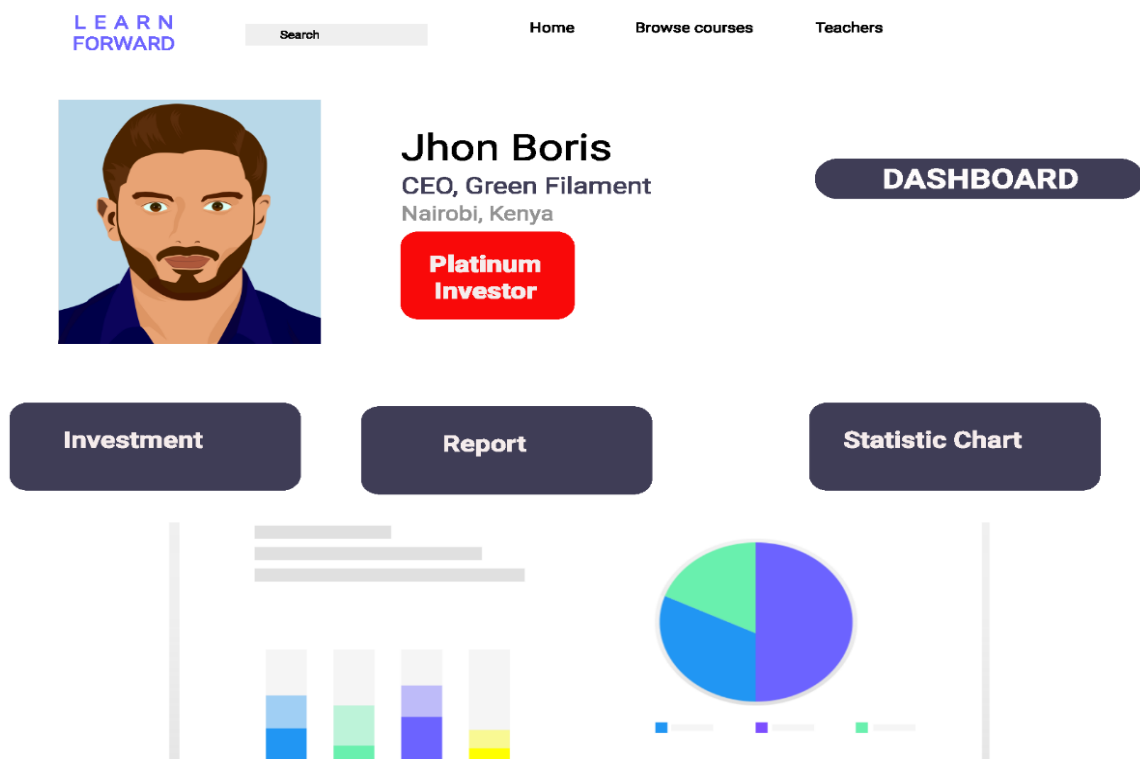 L E A R N
FORWARD
Search
Home
Browse courses
Teachers
Jhon Boris
CEO, Green Filament
Nairobi, Kenya
Platinum
Investor
DASHBOARD
Investment
Report
Statistic Chart